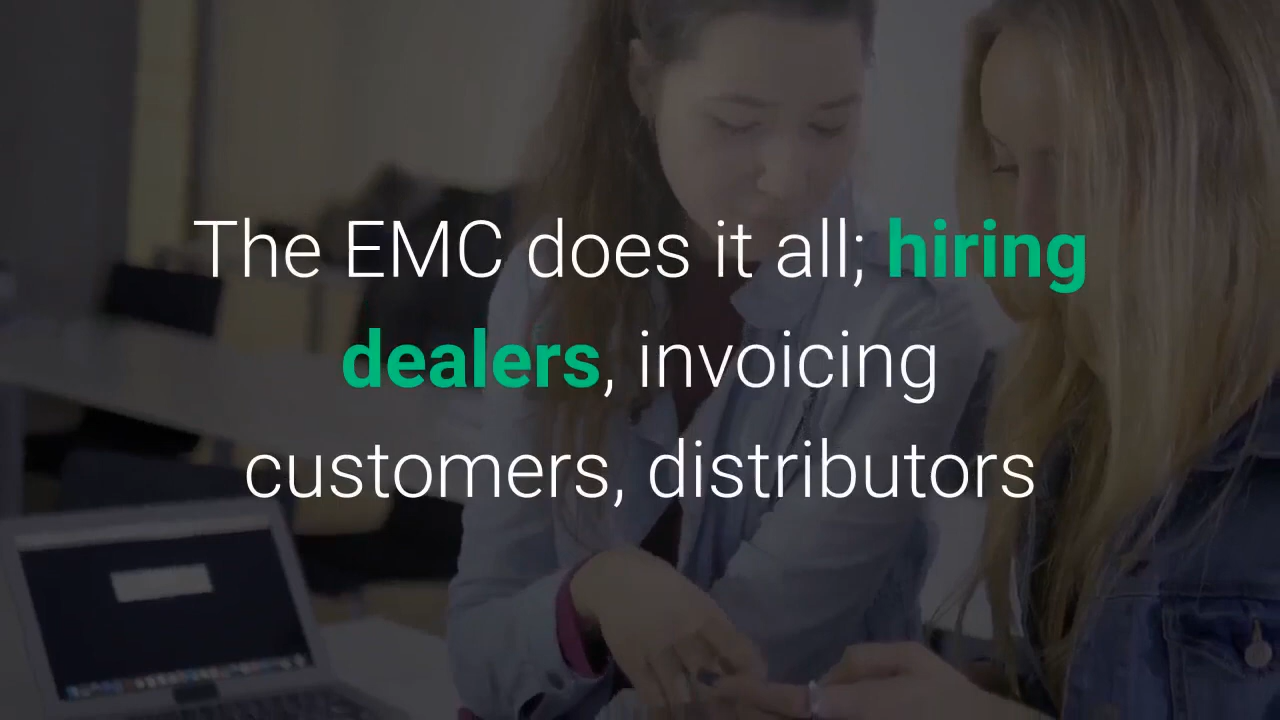 The EMC does it all; hiring
dealers, invoicing
customers, distributors